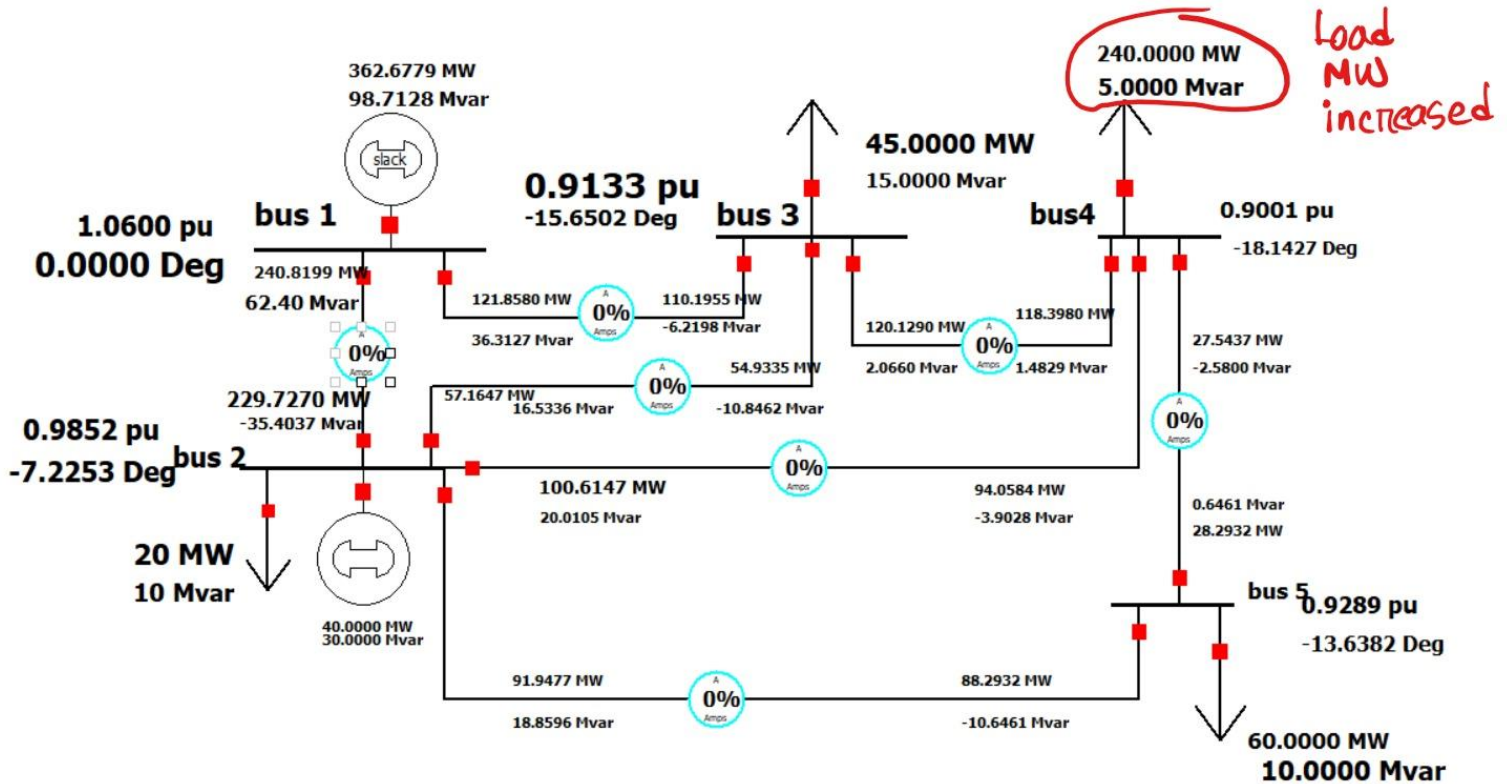 240.0000 MW
5.0000 Mvar
Load
MW
increased
362.6779 MW
98.7128 Mvar
slack
45.0000 MW
15.0000 Mvar
0.9133 pu
-15.6502 Deg
bus 1
bus 3
bus4
0.9001 pu
-18.1427 Deg
1.0600 pu
0.0000 Deg
240.8199 MW
62.40 Mvar
121.8580 MW
36.3127 Mvar
A
0%
Amps
110.1955 MW
-6.2198 Mvar
120.1290 MW
2.0660 Mvar
A
0%
Amps
118.3980 MW
1.4829 Mvar
27.5437 MW
-2.5800 Mvar
A
0%
Amps
57.1647 MW
16.5336 Mvar
A
0%
Amps
54.9335 MW
-10.8462 Mvar
A
0%
Amps
229.7270 MW
-35.4037 Mvar
0.9852 pu
-7.2253 Deg
bus 2
100.6147 MW
20.0105 Mvar
A
0%
Amps
94.0584 MW
-3.9028 Mvar
0.6461 Mvar
28.2932 MW
20 MW
10 Mvar
40.0000 MW
30.0000 Mvar
bus 5
0.9289 pu
-13.6382 Deg
91.9477 MW
18.8596 Mvar
A
0%
Amps
88.2932 MW
-10.6461 Mvar
60.0000 MW
10.0000 Mvar